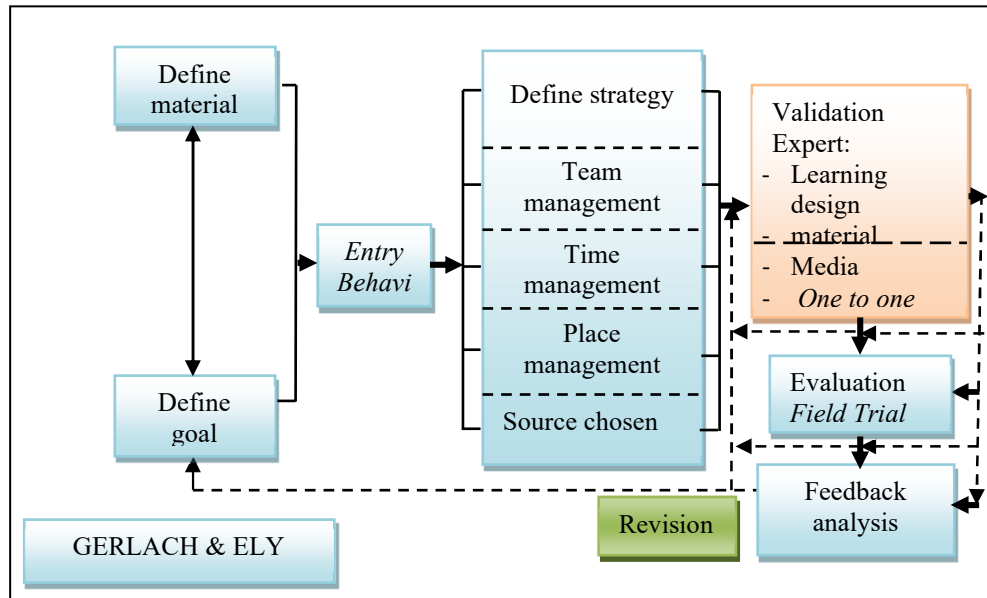 Define
material
Define
goal
Entry
Behavi
Define strategy
Team
management
Time
management
Place
management
Source chosen
Validation
Expert:
- Learning
design
- material
- Media
- One to one
Evaluation
Field Trial
Feedback
analysis
Revision
GERLACH & ELY